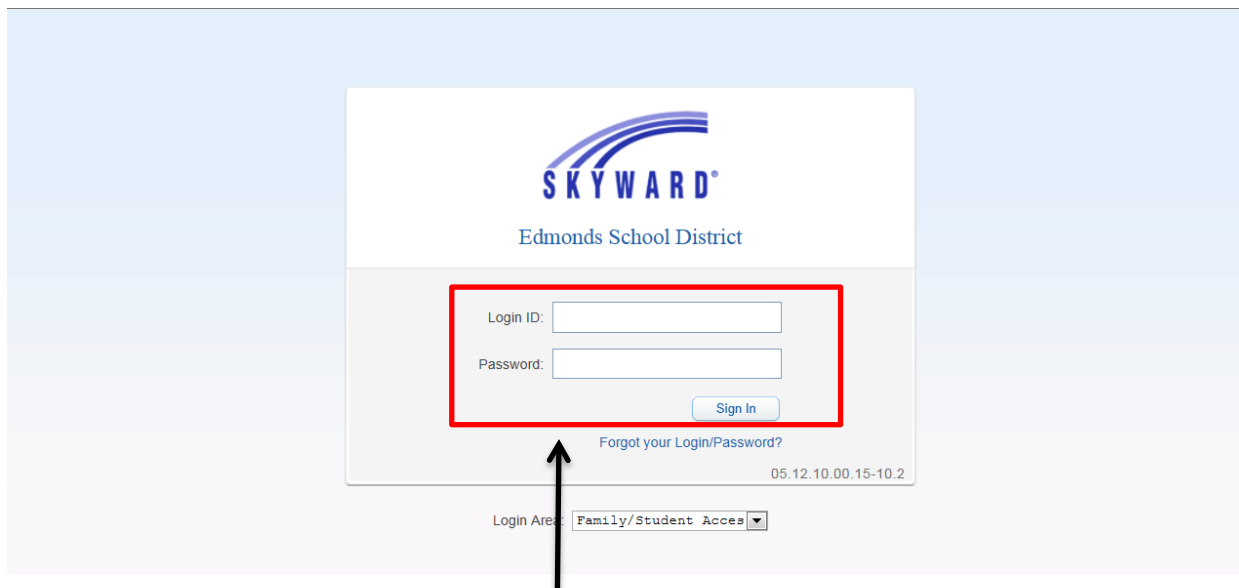 SKYWARD®
Edmonds School District
Login ID:
Password:
Sign In
Forgot your Login/Password?
05.12.10.00.15-10.2
Login Area: Family/Student Acces